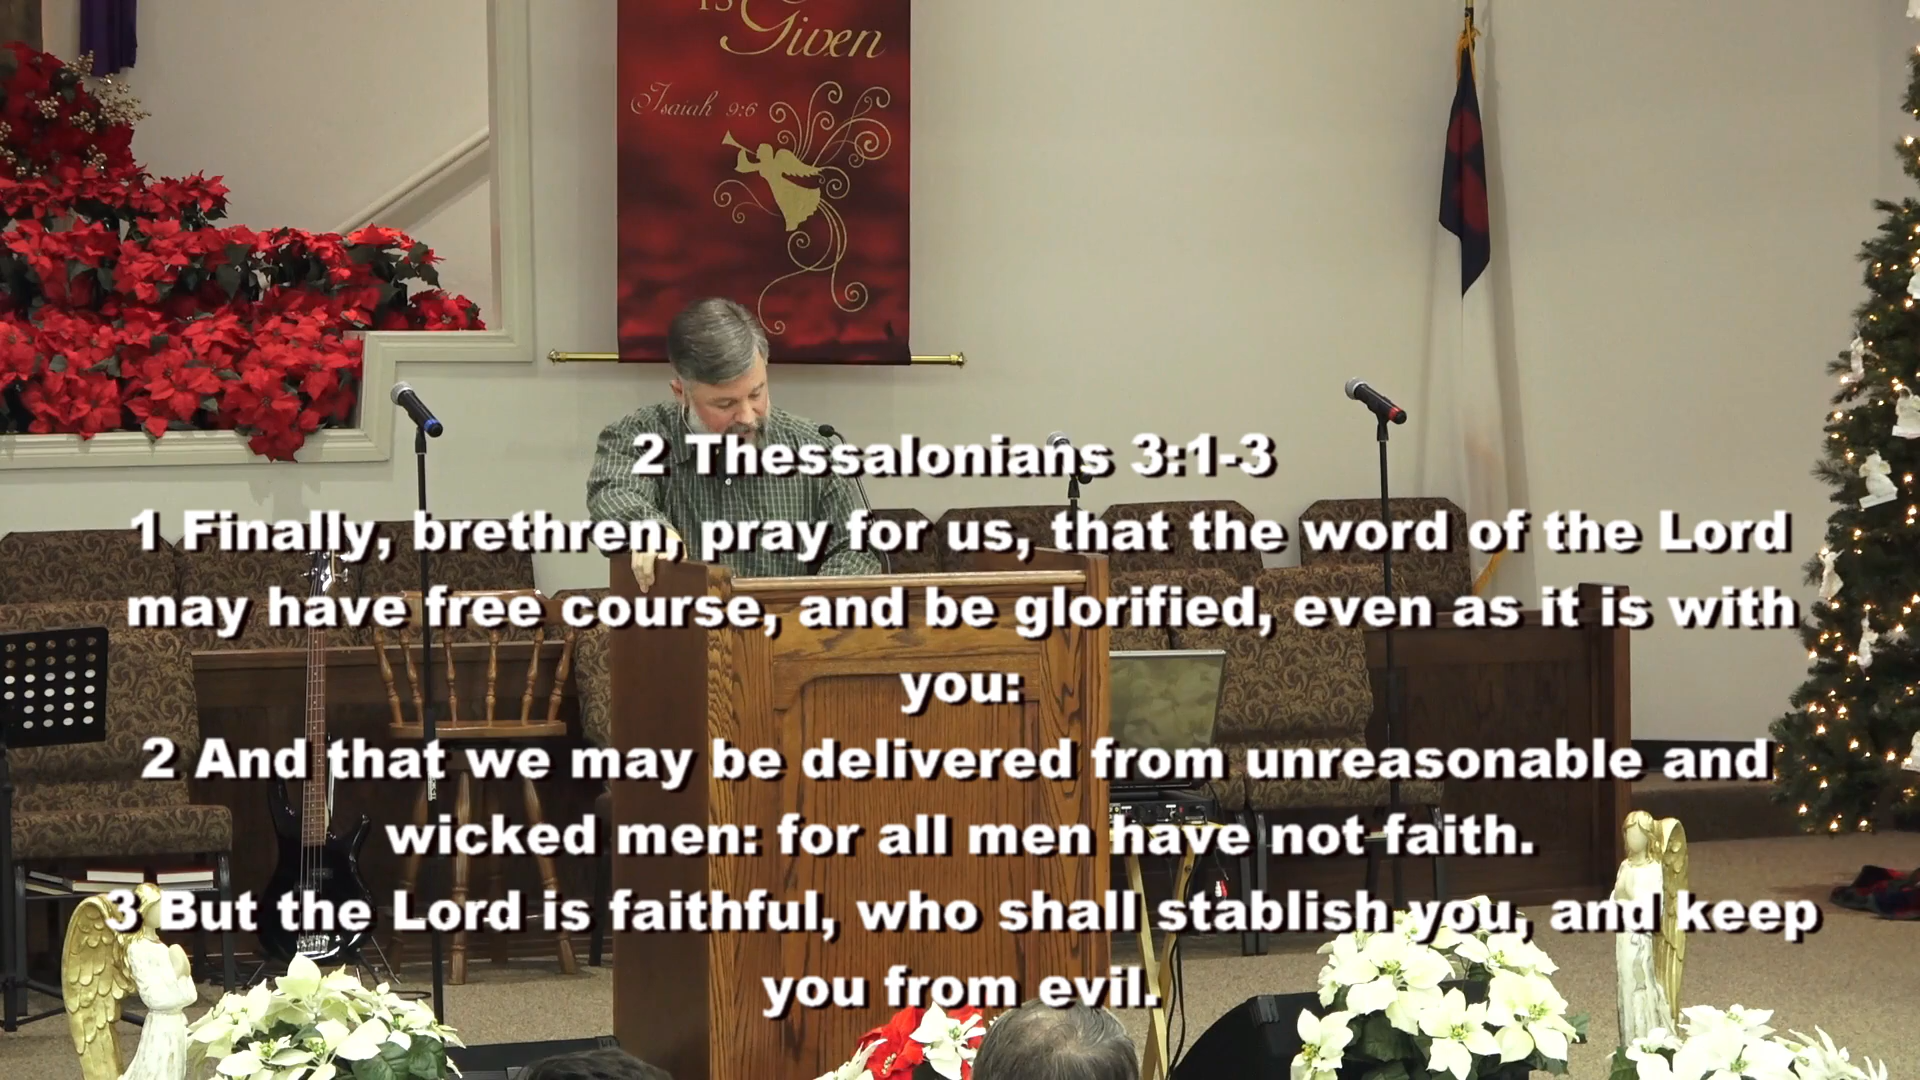 is
Given
Isaiah 9:6
2 Thessalonians 3:1-3
1 Finally, brethren, pray for us, that the word of the Lord
may have free course, and be glorified, even as it is with
you:
2 And that we may be delivered from unreasonable and
wicked men: for all men have not faith.
3 But the Lord is faithful, who shall stablish you, and keep
you from evil.